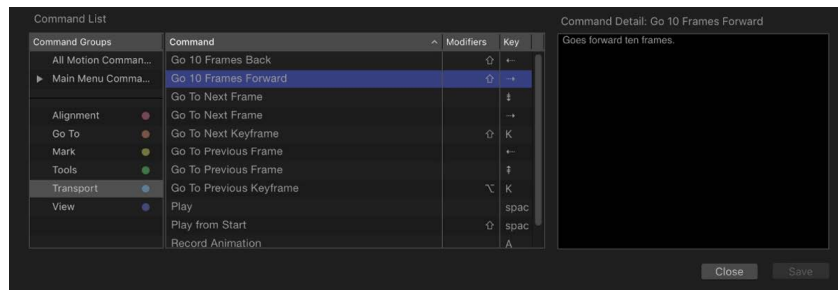 Command List
Command Detail: Go 10 Frames Forward
Command Groups
Command
Modifiers
Key
Goes forward ten frames.
All Motion Comman...
Go 10 Frames Back
⇧
←
Main Menu Comma...
Go 10 Frames Forward
⇧
→
Go To Next Frame
⇟
Alignment
Go To Next Frame
→
Go To
Go To Next Keyframe
⇧
K
Mark
Go To Previous Frame
←
Tools
Go To Previous Frame
⇞
Transport
Go To Previous Keyframe
⌥
K
View
Play
spac
Play from Start
⇧
spac
Record Animation
A
Close
Save